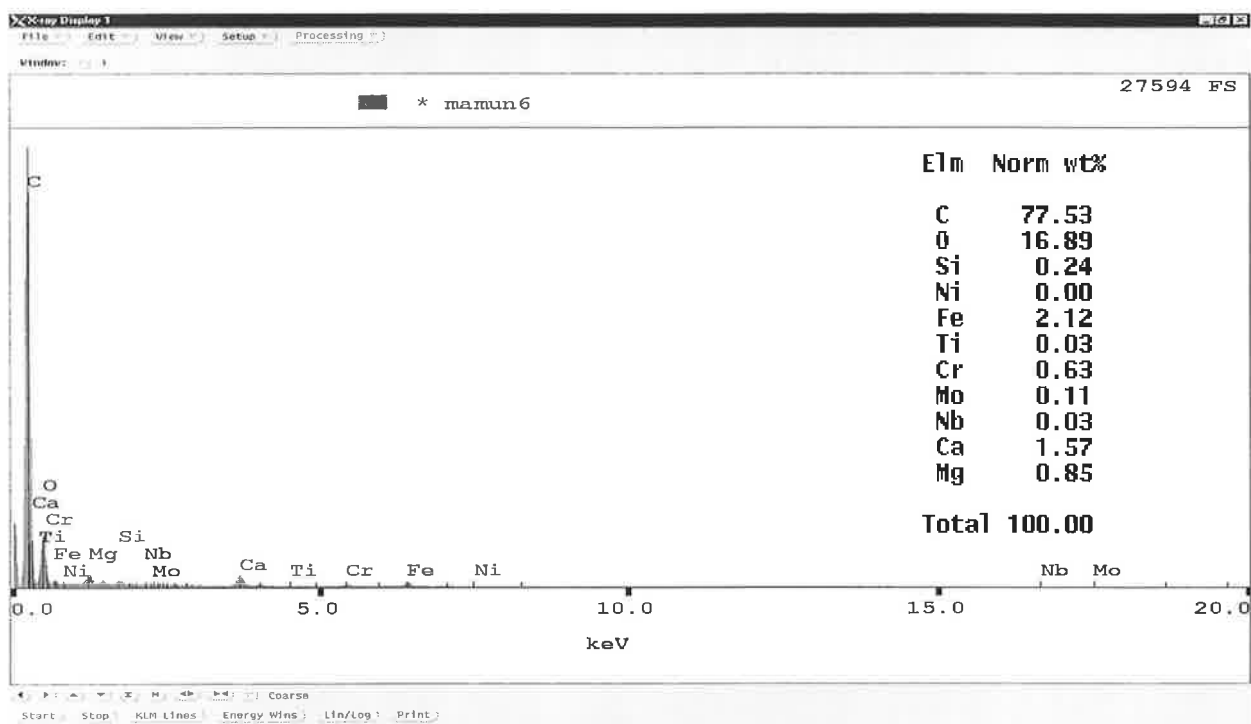 X-ray Display 1
File Edit View Setup Processing
Window: 1
27594 FS
* mamun6
Elm Norm wt%
C 77.53
O 16.89
Si 0.24
Ni 0.00
Fe 2.12
Ti 0.03
Cr 0.63
Mo 0.11
Nb 0.03
Ca 1.57
Mg 0.85
Total 100.00
C
O
Ca
Cr
Ti Si
Fe Mg Nb
Ni Mo Ca Ti Cr Fe Ni Nb Mo
0.0 5.0 10.0 15.0 20.0
keV
Coarse
Start Stop KLM Lines Energy Wins Lin/Log Print